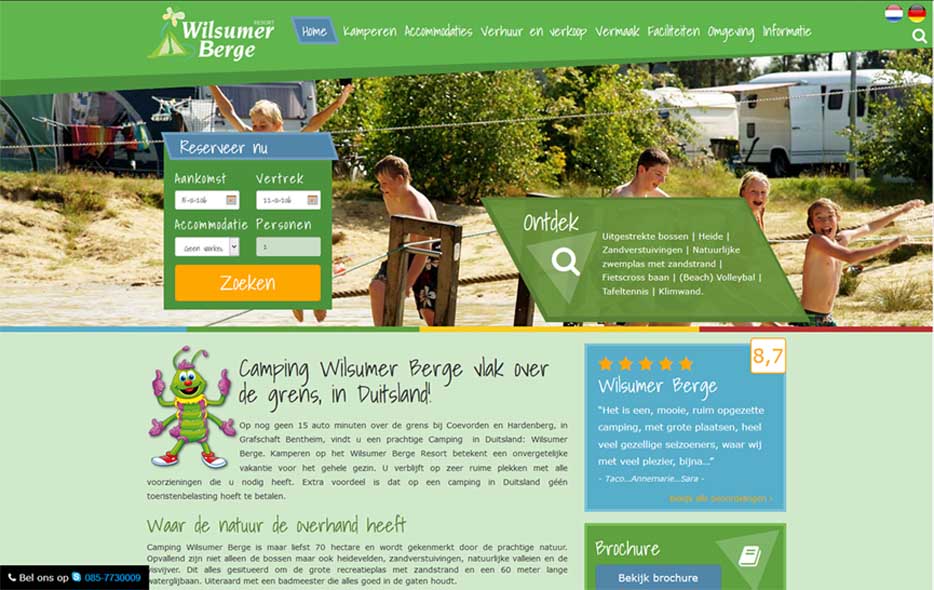 Wilsumer
RESORT
Berge
Home Kamperen Accommodaties Verhuur en verkoop Vermaak Faciliteiten Omgeving Informatie
Reserveer nu
Aankomst Vertrek
Accommodatie Personen
1
Zoeken
Ontdek
Uitgestrekte bossen | Heide |
Zandverstuivingen | Natuurlijke
zwemplas met zandstrand |
Fietscross baan | (Beach) Volleybal |
Tafeltennis | Klimwand.
Camping Wilsumer Berge vlak over
de grens, in Duitsland!
Op nog geen 15 auto minuten over de grens bij Coevorden en Hardenberg, in
Grafschaft Bentheim, vindt u een prachtige Camping in Duitsland: Wilsumer
Berge. Kamperen op het Wilsumer Berge Resort betekent een onvergetelijke
vakantie voor het gehele gezin. U verblijft op zeer ruime plekken met alle
voorzieningen die u nodig heeft. Extra voordeel is dat op een camping in Duitsland géén
toeristenbelasting hoeft te betalen.
Waar de natuur de overhand heeft
Camping Wilsumer Berge is maar liefst 70 hectare en wordt gekenmerkt door de prachtige natuur.
Opvallend zijn niet alleen de bossen maar ook heidevelden, zandverstuivingen, natuurlijke valleien en de
visvijver. Dit alles gesitueerd om de grote recreatieplas met zandstrand en een 60 meter lange
waterglijbaan. Uiteraard met een badmeester die alles goed in de gaten houdt.
8,7
Wilsumer Berge
"Het is een, mooie, ruim opgezette
camping, met grote plaatsen, heel
veel gezellige seizoeners, waar wij
met veel plezier, bijna..."
- Taco...Annemarie...Sara -
Bekijk alle beoordelingen ›
Brochure
Bekijk brochure
Bel ons op 085-7730009